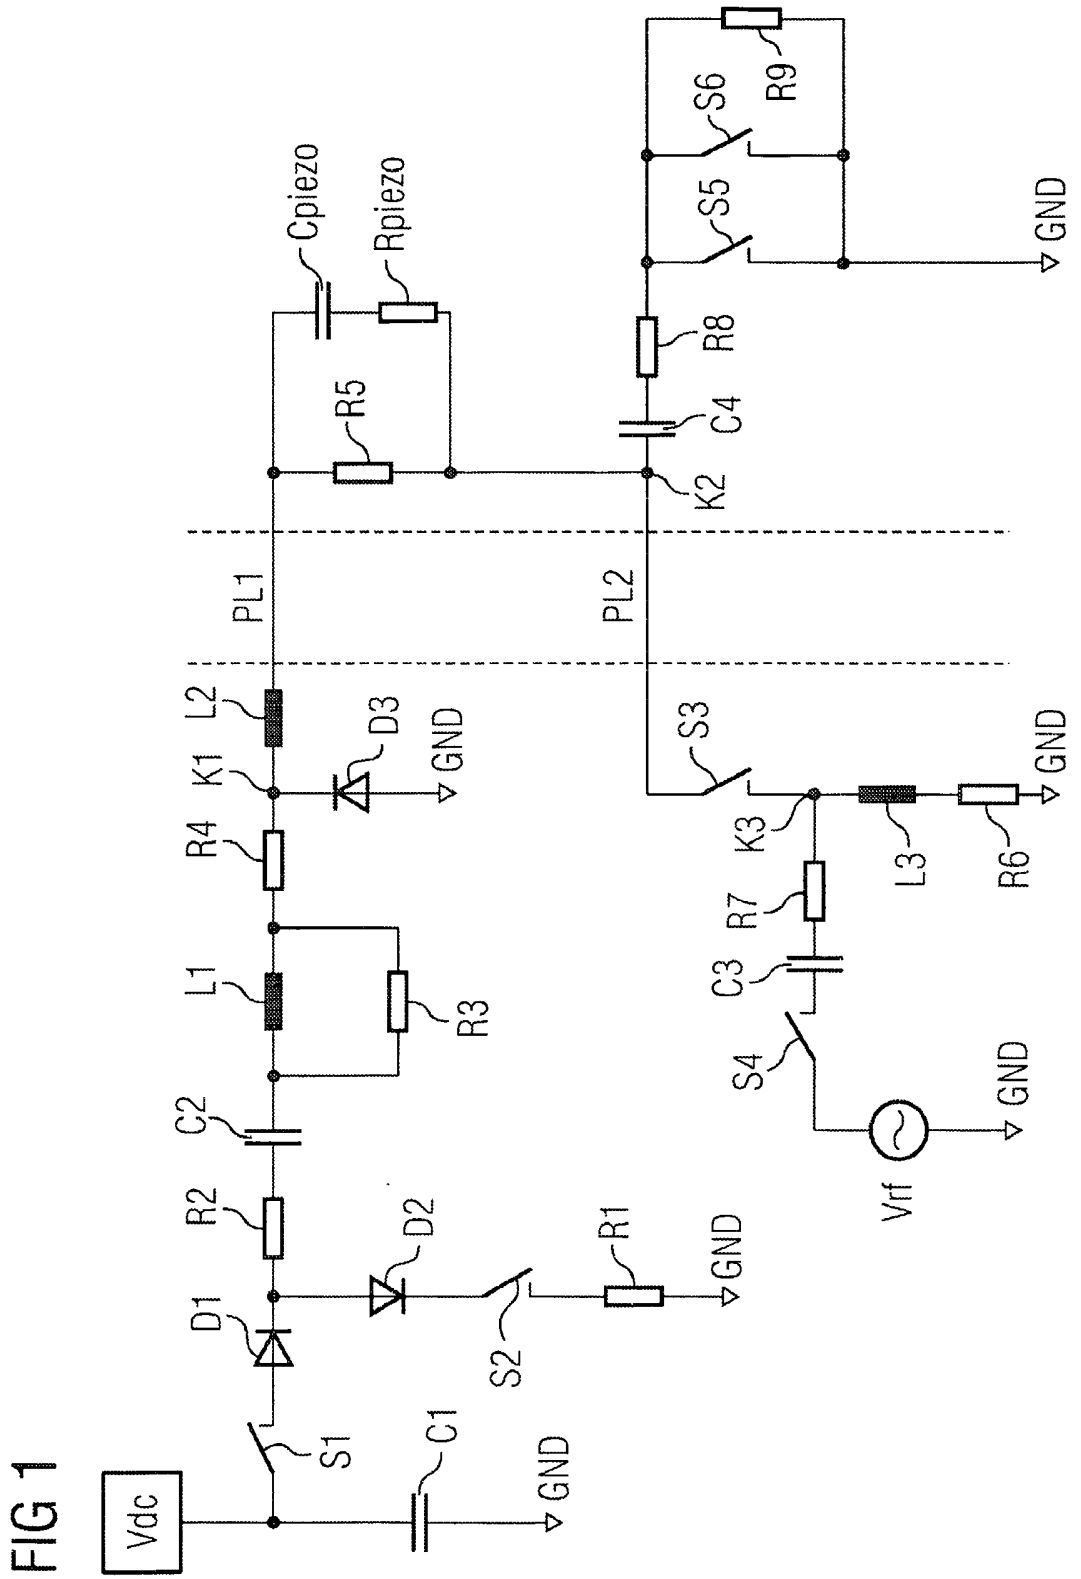 FIG 1
Vdc
S1
C1
GND
D1
D2
S2
R1
GND
R2
C2
L1
R3
R4
K1
D3
GND
L2
PL1
R5
Cpiezo
Rpiezo
Vrf
GND
S4
C3
R7
K3
L3
R6
GND
S3
PL2
K2
C4
R8
S5
S6
R9
GND